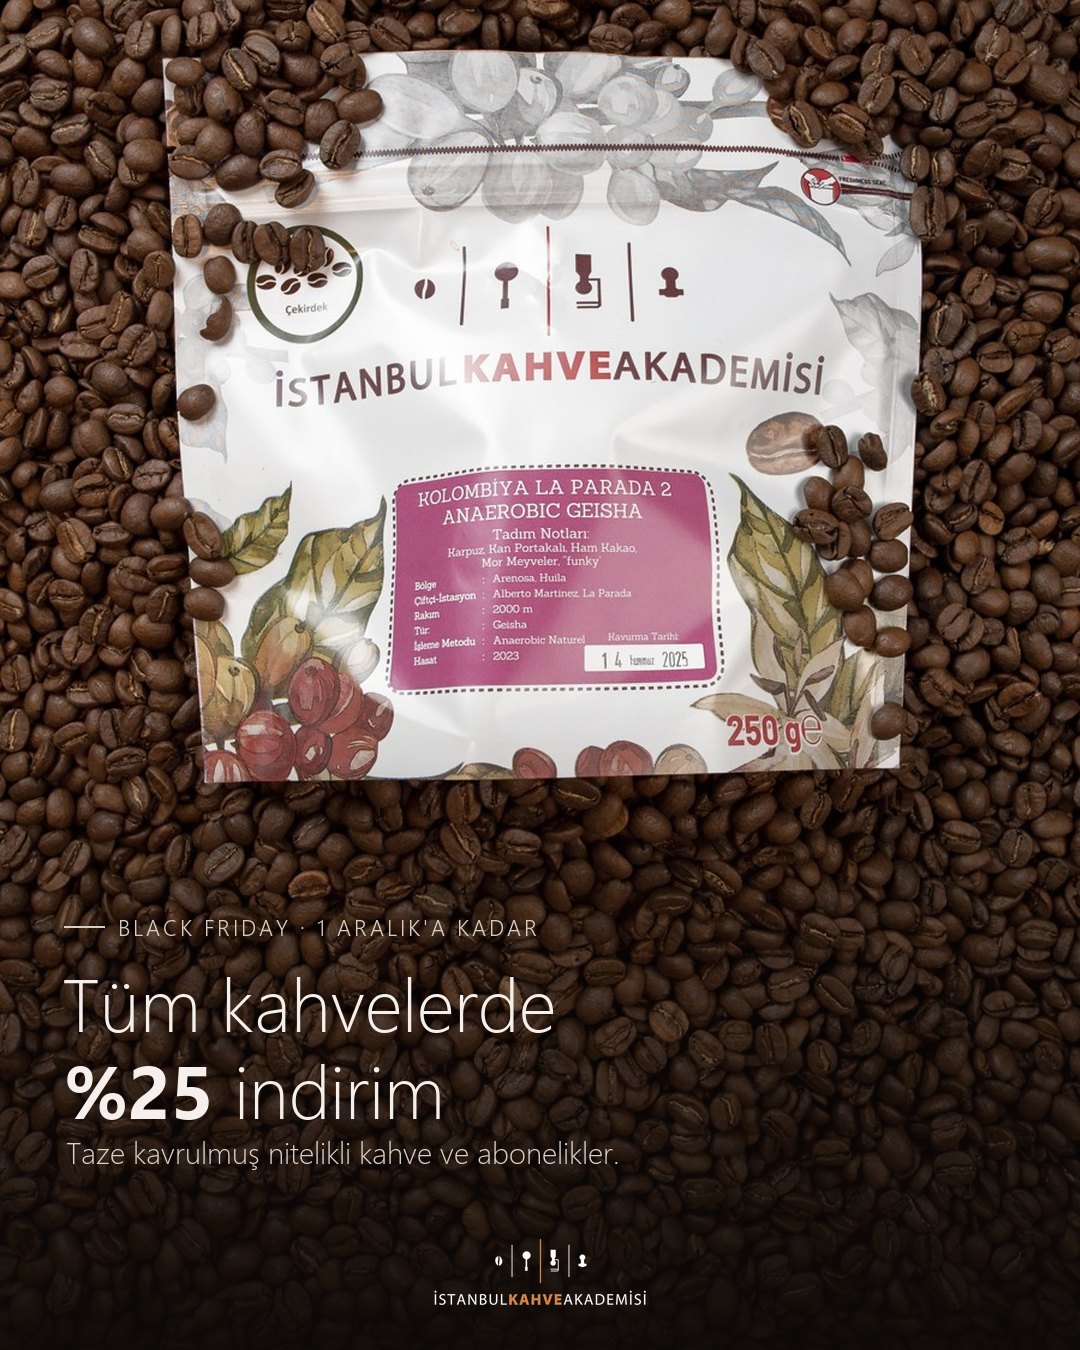 FRESHNESS SEAL
Çekirdek
İSTANBULKAHVEAKADEMİSİ
KOLOMBİYA LA PARADA 2
ANAEROBIC GEISHA
Tadım Notları:
Karpuz, Kan Portakalı, Ham Kakao,
Mor Meyveler, "funky"
Bölge : Arenosa, Huila
Çiftçi-İstasyon : Alberto Martinez, La Parada
Rakım : 2000 m
Tür: : Geisha
İşleme Metodu : Anaerobic Naturel
Hasat : 2023
Kavurma Tarihi
14 Temmuz 2025
250 g℮
BLACK FRIDAY · 1 ARALIK'A KADAR
Tüm kahvelerde
%25 indirim
Taze kavrulmuş nitelikli kahve ve abonelikler.
İSTANBULKAHVEAKADEMİSİ